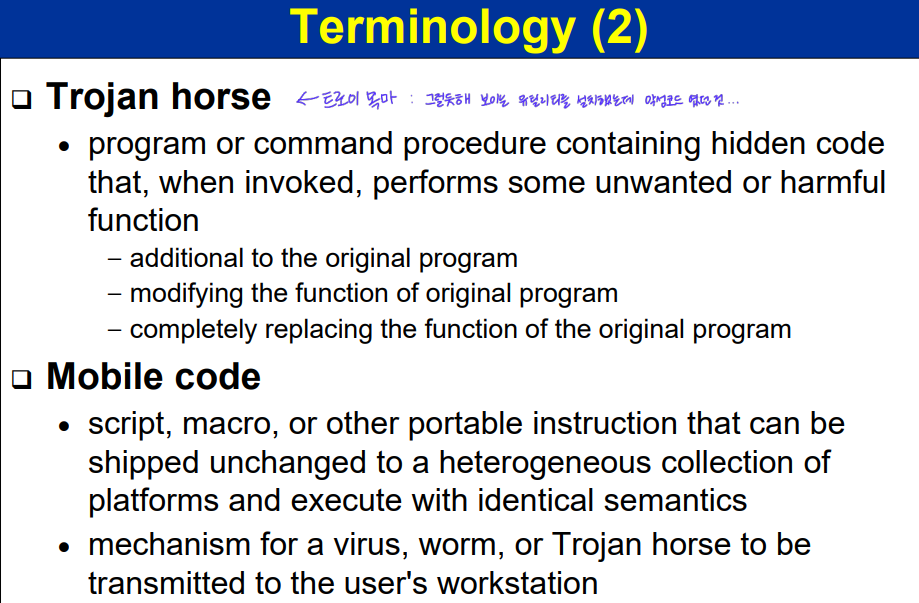 Terminology (2)
❑ Trojan horse ← 트로이 목마 : 그럴듯해 보이는 유틸리티를 설치했는데 악성코드 였던 것...
• program or command procedure containing hidden code
that, when invoked, performs some unwanted or harmful
function
– additional to the original program
– modifying the function of original program
– completely replacing the function of the original program
❑ Mobile code
• script, macro, or other portable instruction that can be
shipped unchanged to a heterogeneous collection of
platforms and execute with identical semantics
• mechanism for a virus, worm, or Trojan horse to be
transmitted to the user's workstation